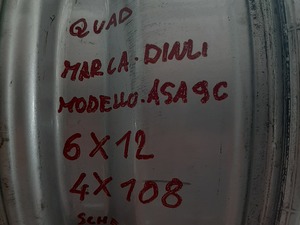 QUAD
MARCA. DINLI
MODELLO. ASA 9C
6X12
4X108